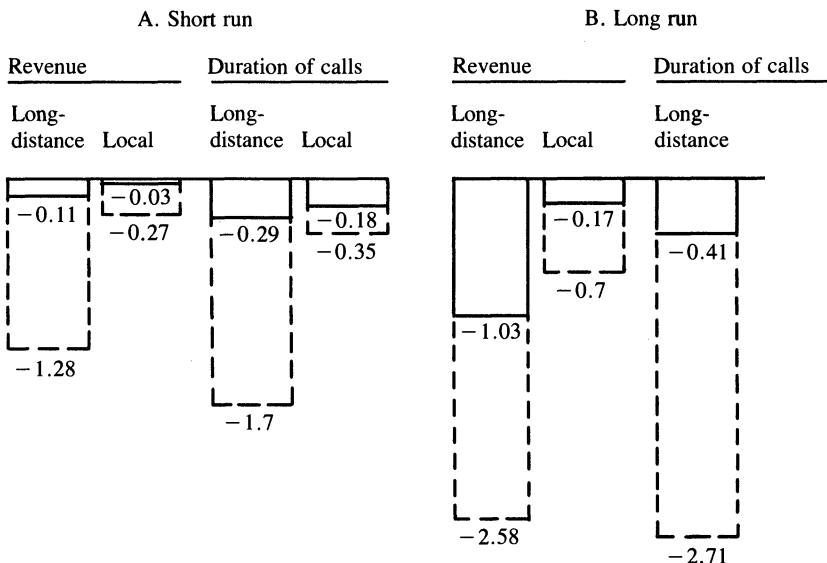 A. Short run
Revenue
Duration of calls
Long-
distance
Local
Long-
distance
Local
−0.11
−0.03
−0.27
−0.29
−0.18
−0.35
−1.28
−1.7
B. Long run
Revenue
Duration of calls
Long-
distance
Local
Long-
distance
−0.17
−0.41
−0.7
−1.03
−2.58
−2.71